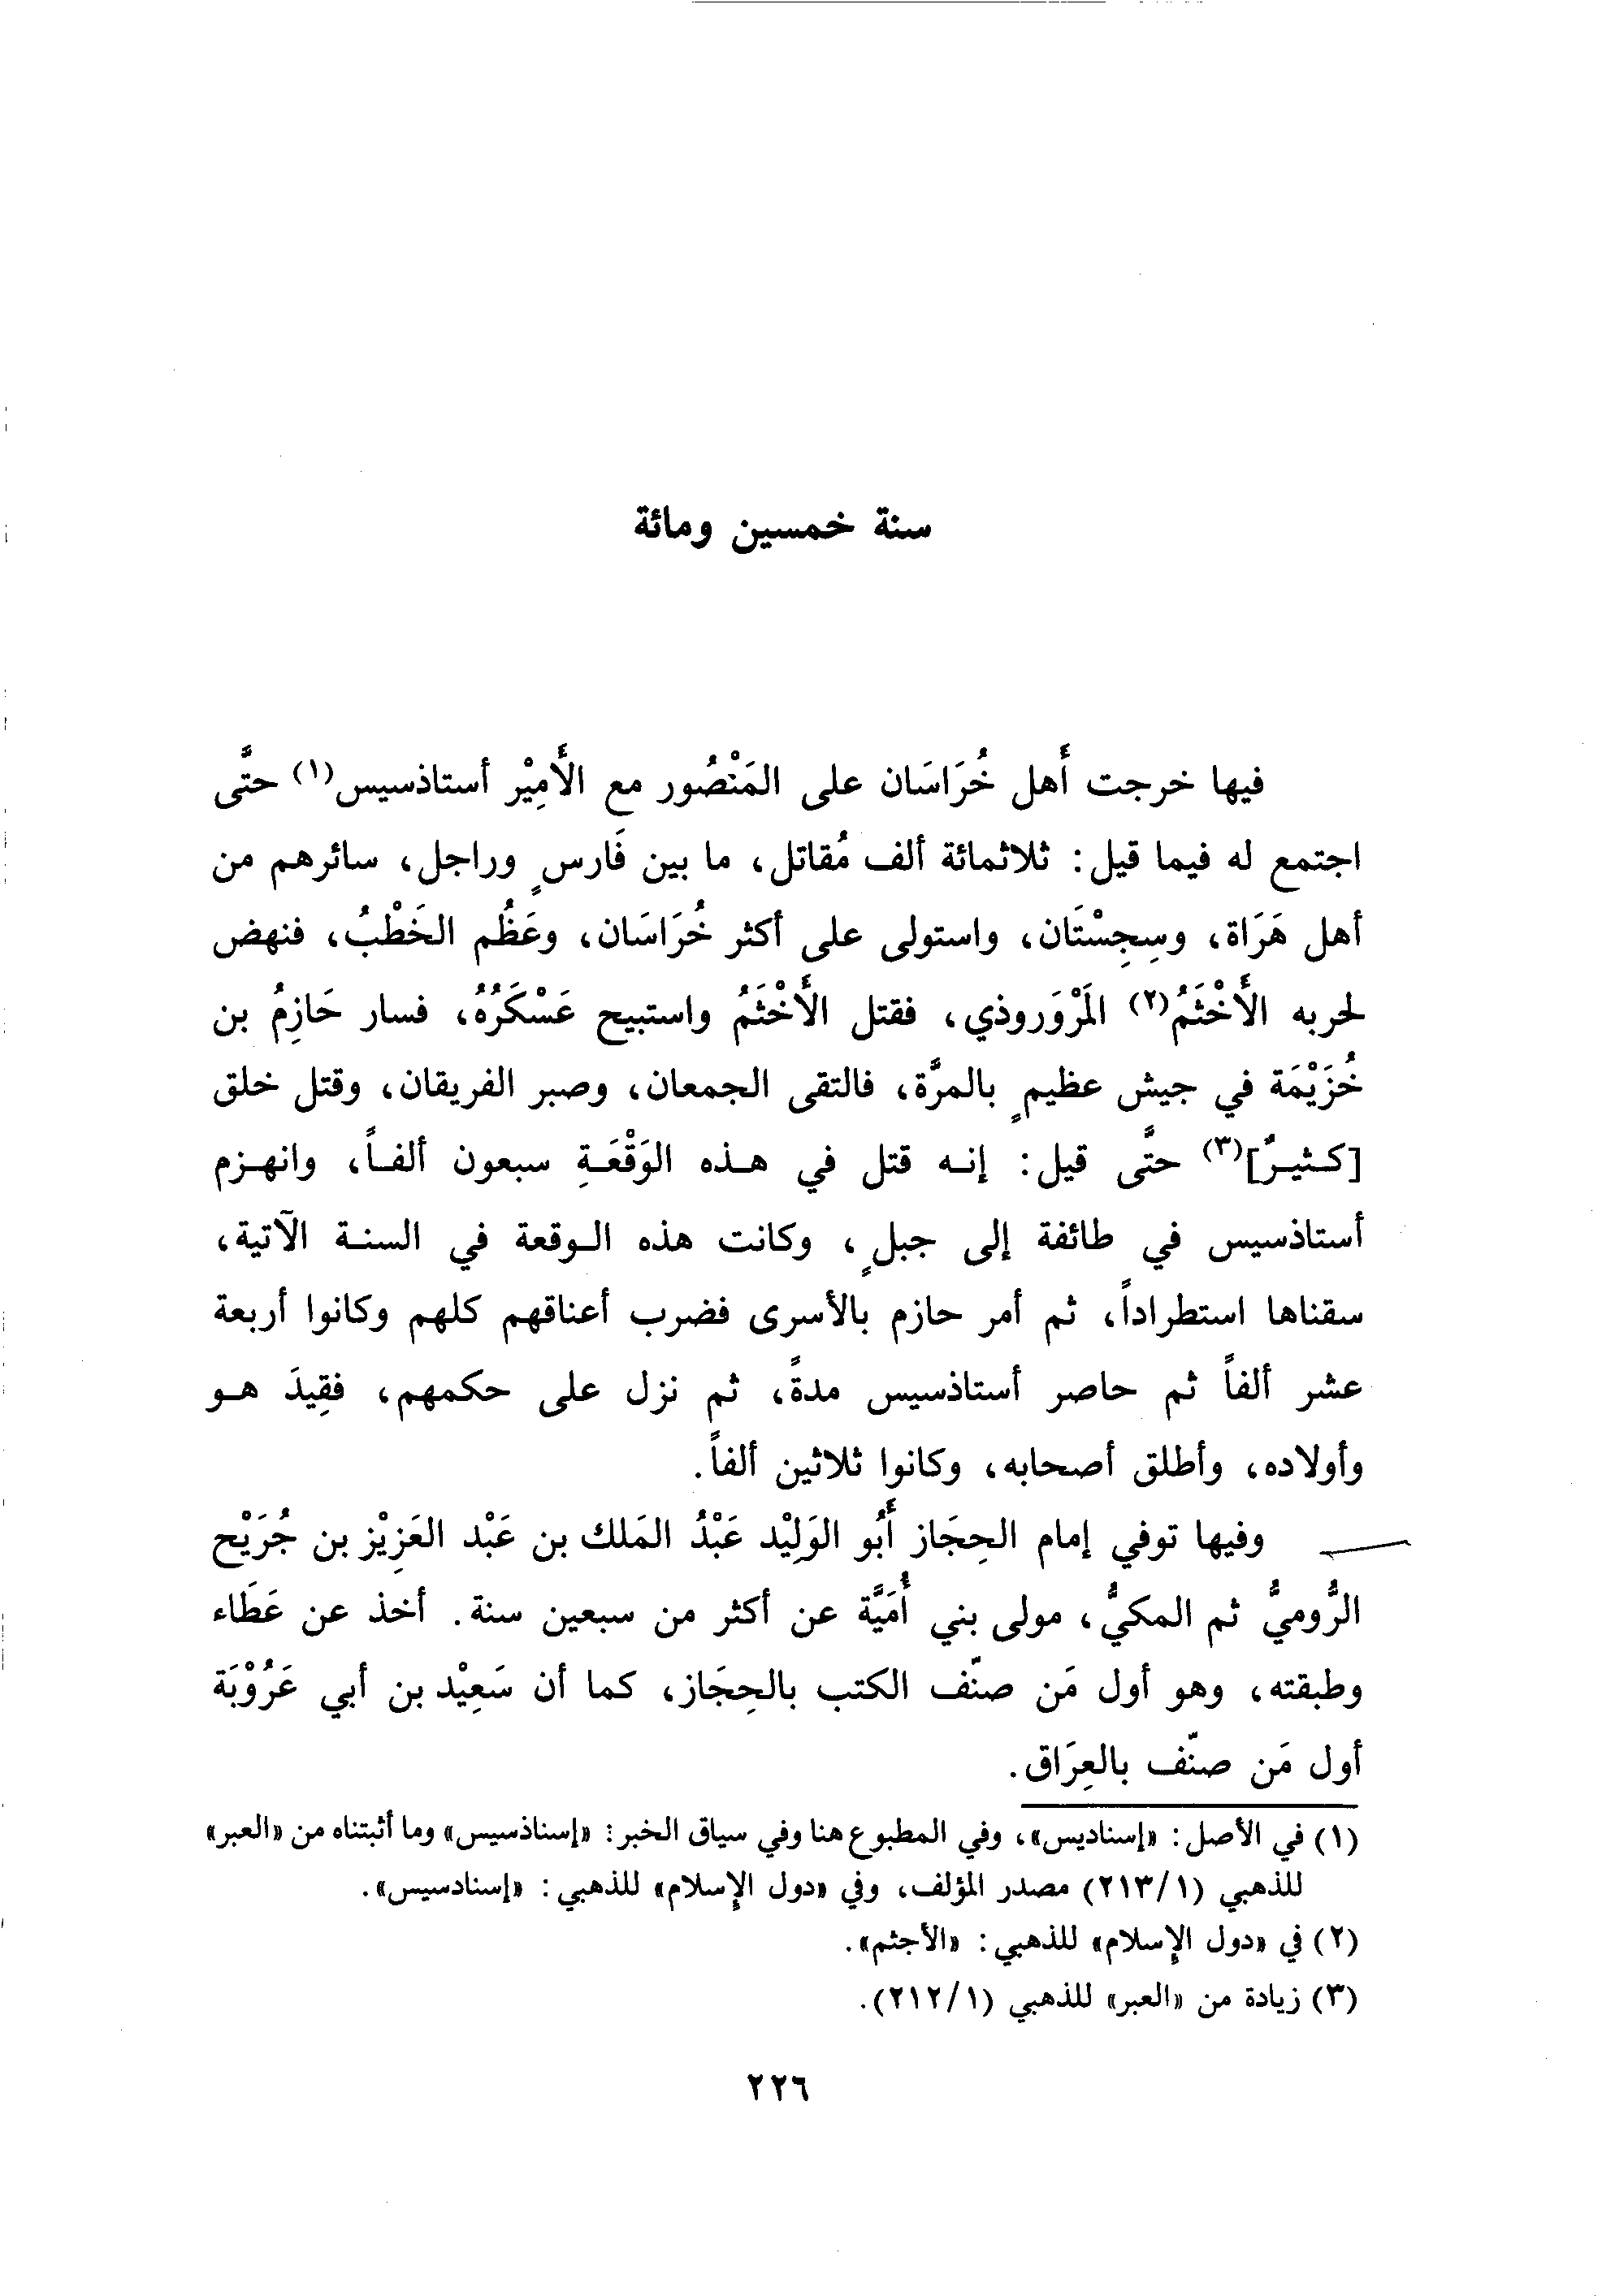 سنة خمسين ومائة
فيها خرجت أَهل خُرَاسَان على المَنْصُور مع الأَمِيْر أستاذسيس(١) حتَّى
اجتمع له فيما قيل: ثلاثمائة ألف مُقاتل، ما بين فَارسٍ وراجل، سائرهم من
أهل هَرَاة، وسِجِسْتَان، واستولى على أكثر خُرَاسَان، وعَظُم الخَطْبُ، فنهض
لحربه الأَخْثَمُ(٢) المَرْوَروذي، فقتل الأَخْثَمُ واستبيح عَسْكَرُهُ، فسار حَازِمُ بن
خُزَيْمَة في جيش عظيمٍ بالمرَّة، فالتقى الجمعان، وصبر الفريقان، وقتل خلق
[كثيرٌ](٣) حتَّى قيل: إنه قتل في هذه الوَقْعَةِ سبعون ألفاً، وانهزم
أستاذسيس في طائفة إلى جبلٍ، وكانت هذه الوقعة في السنة الآتية،
سقناها استطراداً، ثم أمر حازم بالأسرى فضرب أعناقهم كلهم وكانوا أربعة
عشر ألفاً ثم حاصر أستاذسيس مدةً، ثم نزل على حكمهم، فقِيدَ هو
وأولاده، وأطلق أصحابه، وكانوا ثلاثين ألفاً.
وفيها توفي إمام الحِجَاز أَبُو الوَلِيْد عَبْدُ المَلك بن عَبْد العَزِيْز بن جُرَيْح
الرُّوميُّ ثم المكيُّ، مولى بني أُمَيَّة عن أكثر من سبعين سنة. أخذ عن عَطَاء
وطبقته، وهو أول مَن صنّف الكتب بالحِجَاز، كما أن سَعِيْد بن أبي عَرُوْبَة
أول مَن صنّف بالعِرَاق.
(١) في الأصل: «إسناديس»، وفي المطبوع هنا وفي سياق الخبر: «إسناذسيس» وما أثبتناه من «العبر»
للذهبي (٢١٣/١) مصدر المؤلف، وفي «دول الإسلام» للذهبي: «إسنادسيس».
(٢) في «دول الإسلام» للذهبي: «الأجثم».
(٣) زيادة من «العبر» للذهبي (٢١٢/١).
٢٢٦